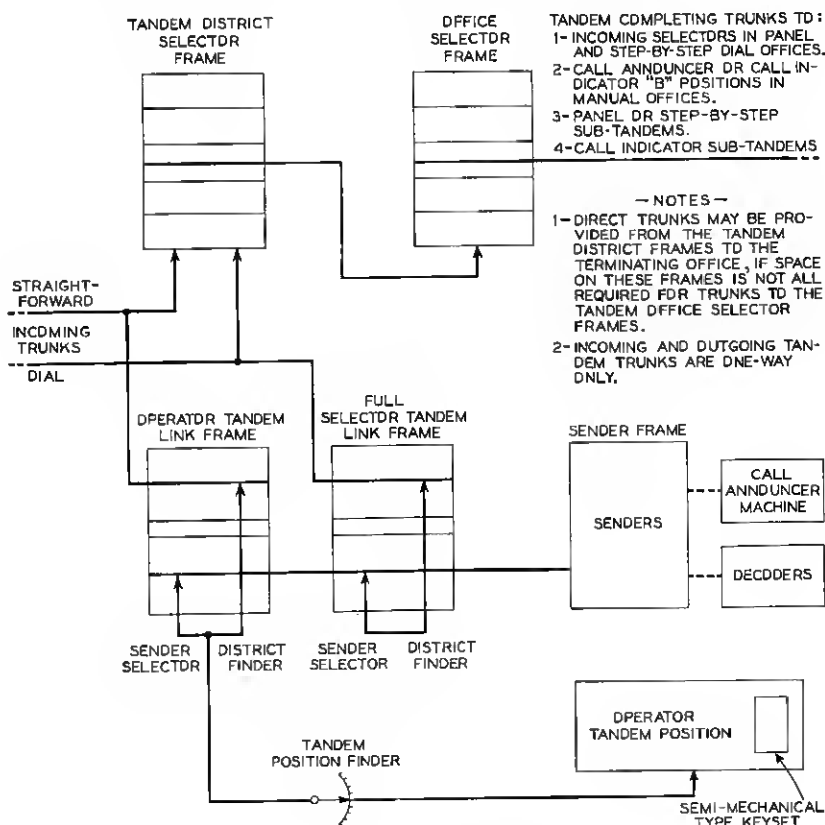 TANDEM DISTRICT
SELECTOR
FRAME
OFFICE
SELECTOR
FRAME
TANDEM COMPLETING TRUNKS TO:
1- INCOMING SELECTORS IN PANEL
AND STEP-BY-STEP DIAL OFFICES.
2- CALL ANNOUNCER OR CALL IN-
DICATOR "B" POSITIONS IN
MANUAL OFFICES.
3- PANEL OR STEP-BY-STEP
SUB-TANDEMS.
4- CALL INDICATOR SUB-TANDEMS
— NOTES —
1- DIRECT TRUNKS MAY BE PRO-
VIDED FROM THE TANDEM
DISTRICT FRAMES TO THE
TERMINATING OFFICE, IF SPACE
ON THESE FRAMES IS NOT ALL
REQUIRED FOR TRUNKS TO THE
TANDEM OFFICE SELECTOR
FRAMES.
2- INCOMING AND OUTGOING TAN-
DEM TRUNKS ARE ONE-WAY
ONLY.
STRAIGHT-
FORWARD
INCOMING
TRUNKS
DIAL
OPERATOR TANDEM
LINK FRAME
FULL
SELECTOR TANDEM
LINK FRAME
SENDER FRAME
SENDERS
CALL
ANNOUNCER
MACHINE
DECODERS
SENDER
SELECTOR
DISTRICT
FINDER
SENDER
SELECTOR
DISTRICT
FINDER
TANDEM
POSITION FINDER
OPERATOR
TANDEM POSITION
SEMI-MECHANICAL
TYPE KEYSET